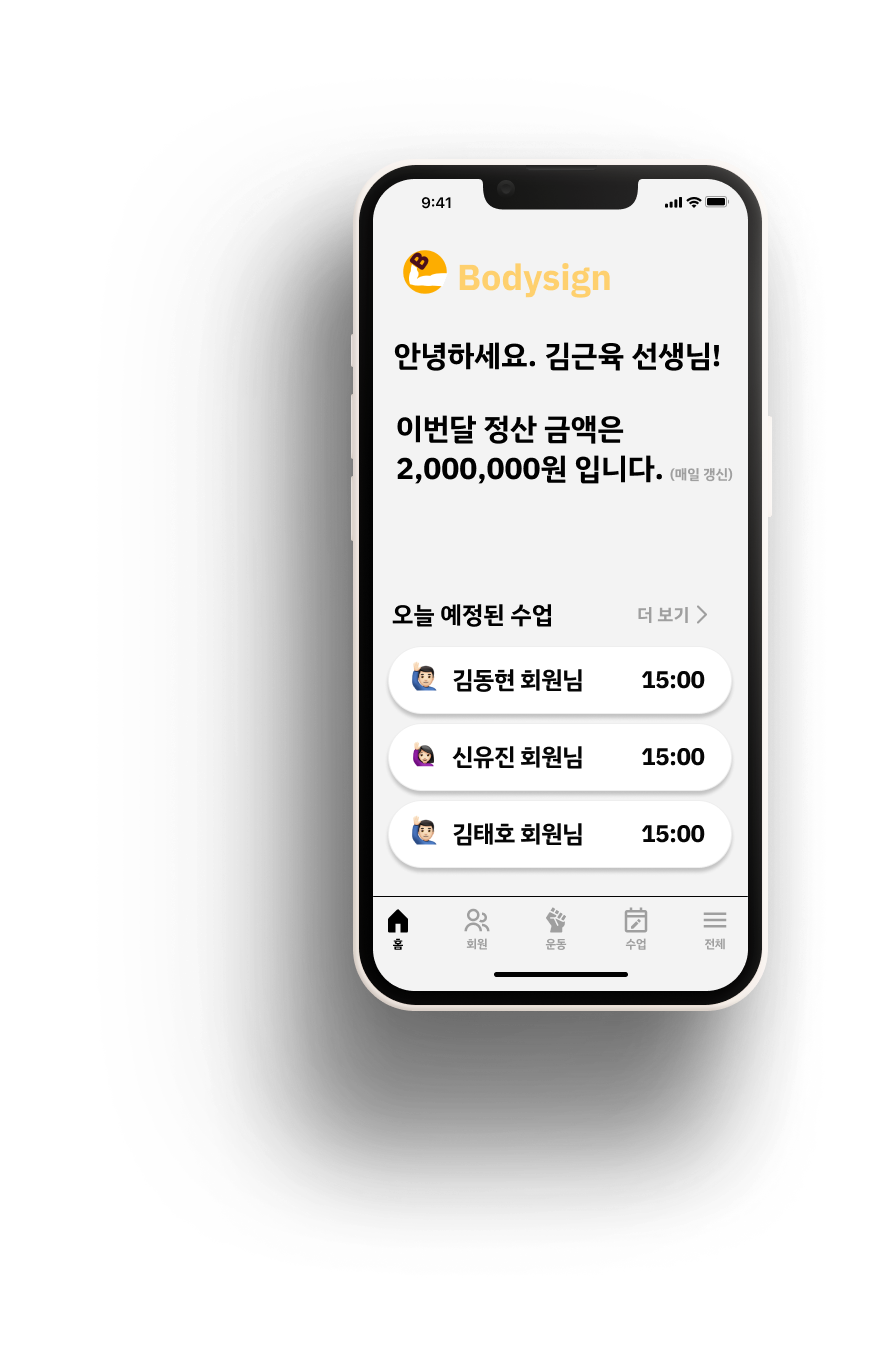 9:41
B
Bodysign
안녕하세요. 김근육 선생님!
이번달 정산 금액은
2,000,000원 입니다. (매일 갱신)
오늘 예정된 수업 더 보기
김동현 회원님 15:00
신유진 회원님 15:00
김태호 회원님 15:00
홈 회원 운동 수업 전체